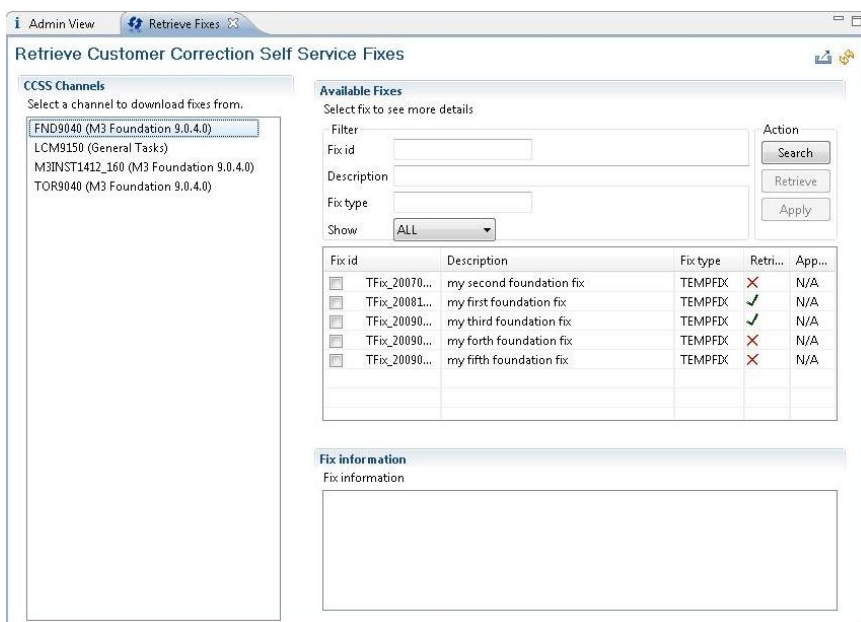 i Admin View Retrieve Fixes
Retrieve Customer Correction Self Service Fixes
CCSS Channels
Select a channel to download fixes from.
FND9040 (M3 Foundation 9.0.4.0)
LCM9150 (General Tasks)
M3INST1412_160 (M3 Foundation 9.0.4.0)
TOR9040 (M3 Foundation 9.0.4.0)
Available Fixes
Select fix to see more details
Filter
Fix id
Description
Fix type
Show ALL
Action
Search
Retrieve
Apply
Fix id Description Fix type Retri... App...
TFix_20070... my second foundation fix TEMPFIX N/A
TFix_20081... my first foundation fix TEMPFIX N/A
TFix_20090... my third foundation fix TEMPFIX N/A
TFix_20090... my forth foundation fix TEMPFIX N/A
TFix_20090... my fifth foundation fix TEMPFIX N/A
Fix information
Fix information